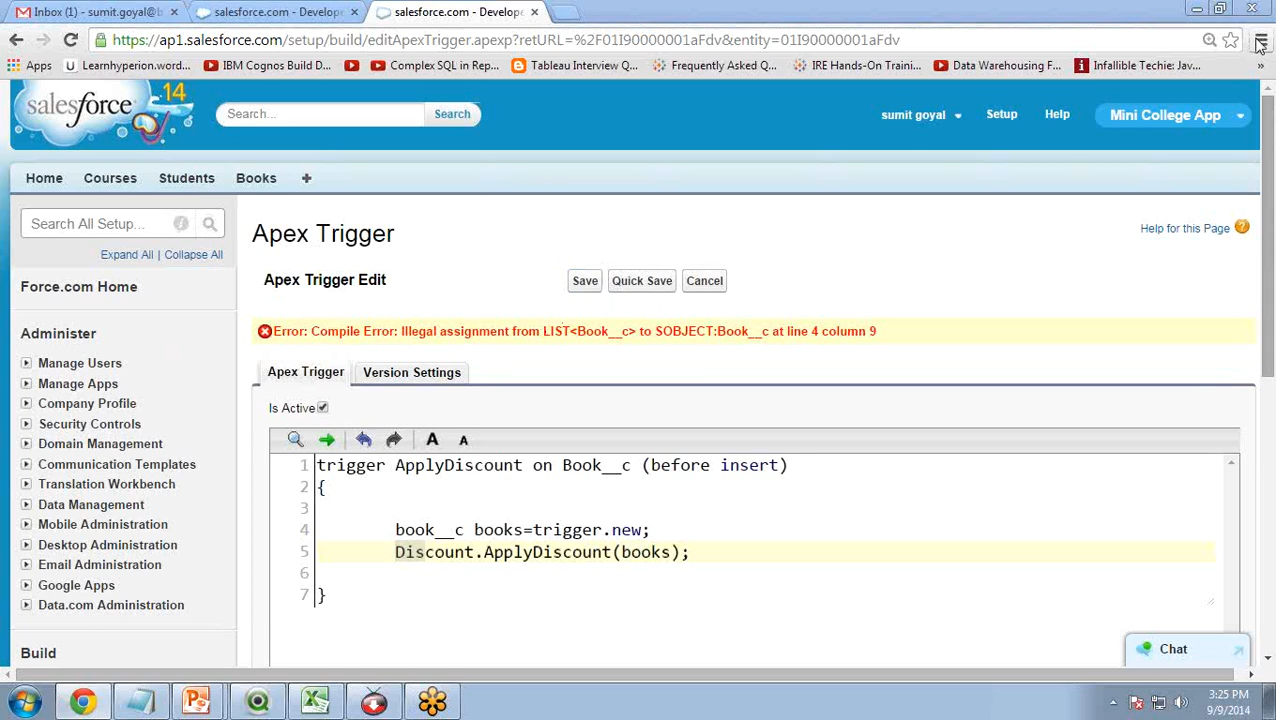 Inbox (1) - sumit.goyal@b
salesforce.com - Develope
salesforce.com - Develope
https://ap1.salesforce.com/setup/build/editApexTrigger.apexp?retURL=%2F01I90000001aFdv&entity=01I90000001aFdv
Apps
Learnhyperion.word...
IBM Cognos Build D...
Complex SQL in Rep...
Tableau Interview Q...
Frequently Asked Q...
IRE Hands-On Traini...
Data Warehousing F...
Infallible Techie: Jav...
»
salesforce 14
Search...
Search
sumit goyal
Setup
Help
Mini College App
Home
Courses
Students
Books
+
Search All Setup...
Expand All | Collapse All
Force.com Home
Administer
Manage Users
Manage Apps
Company Profile
Security Controls
Domain Management
Communication Templates
Translation Workbench
Data Management
Mobile Administration
Desktop Administration
Email Administration
Google Apps
Data.com Administration
Build
Apex Trigger
Help for this Page
Apex Trigger Edit
Save
Quick Save
Cancel
Error: Compile Error: Illegal assignment from LIST<Book__c> to SOBJECT:Book__c at line 4 column 9
Apex Trigger
Version Settings
Is Active
A
A
1 trigger ApplyDiscount on Book__c (before insert)
2 {
3
4 book__c books=trigger.new;
5 Discount.ApplyDiscount(books);
6
7 }
Chat
3:25 PM
9/9/2014